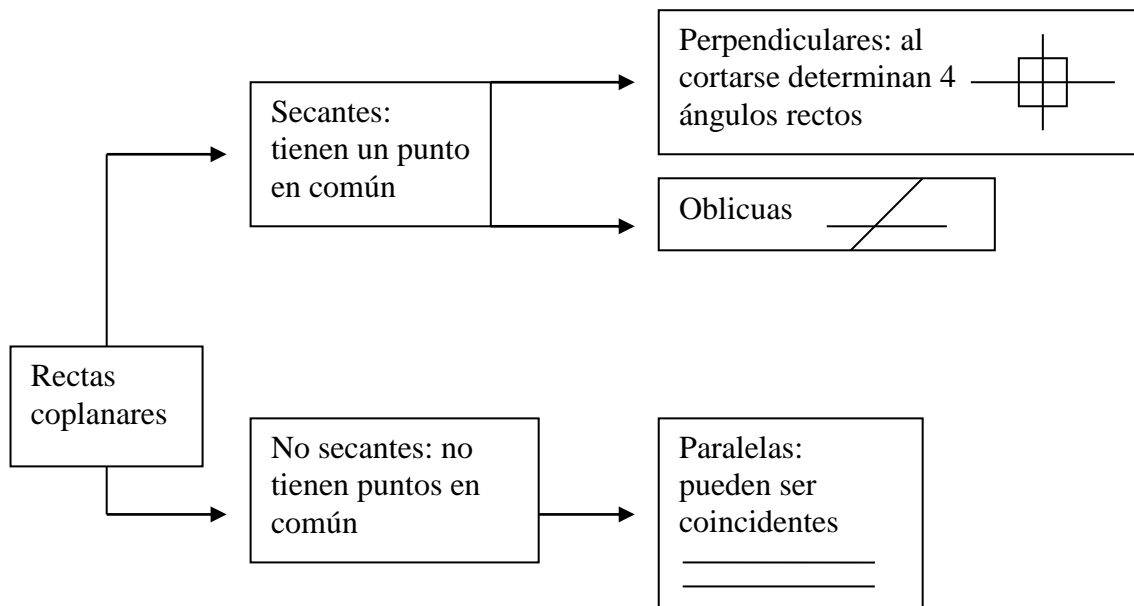 Perpendiculares: al
cortarse determinan 4
ángulos rectos
Secantes:
tienen un punto
en común
Oblicuas
Rectas
coplanares
No secantes: no
tienen puntos en
común
Paralelas:
pueden ser
coincidentes